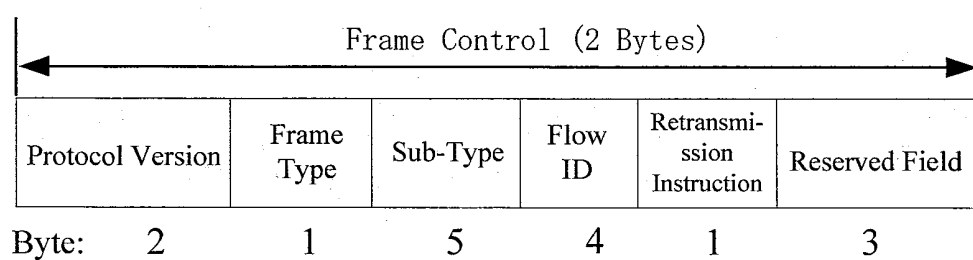 Frame Control (2 Bytes)
Protocol Version
Frame
Type
Sub-Type
Flow
ID
Retransmi-
ssion
Instruction
Reserved Field
Byte: 2 1 5 4 1 3